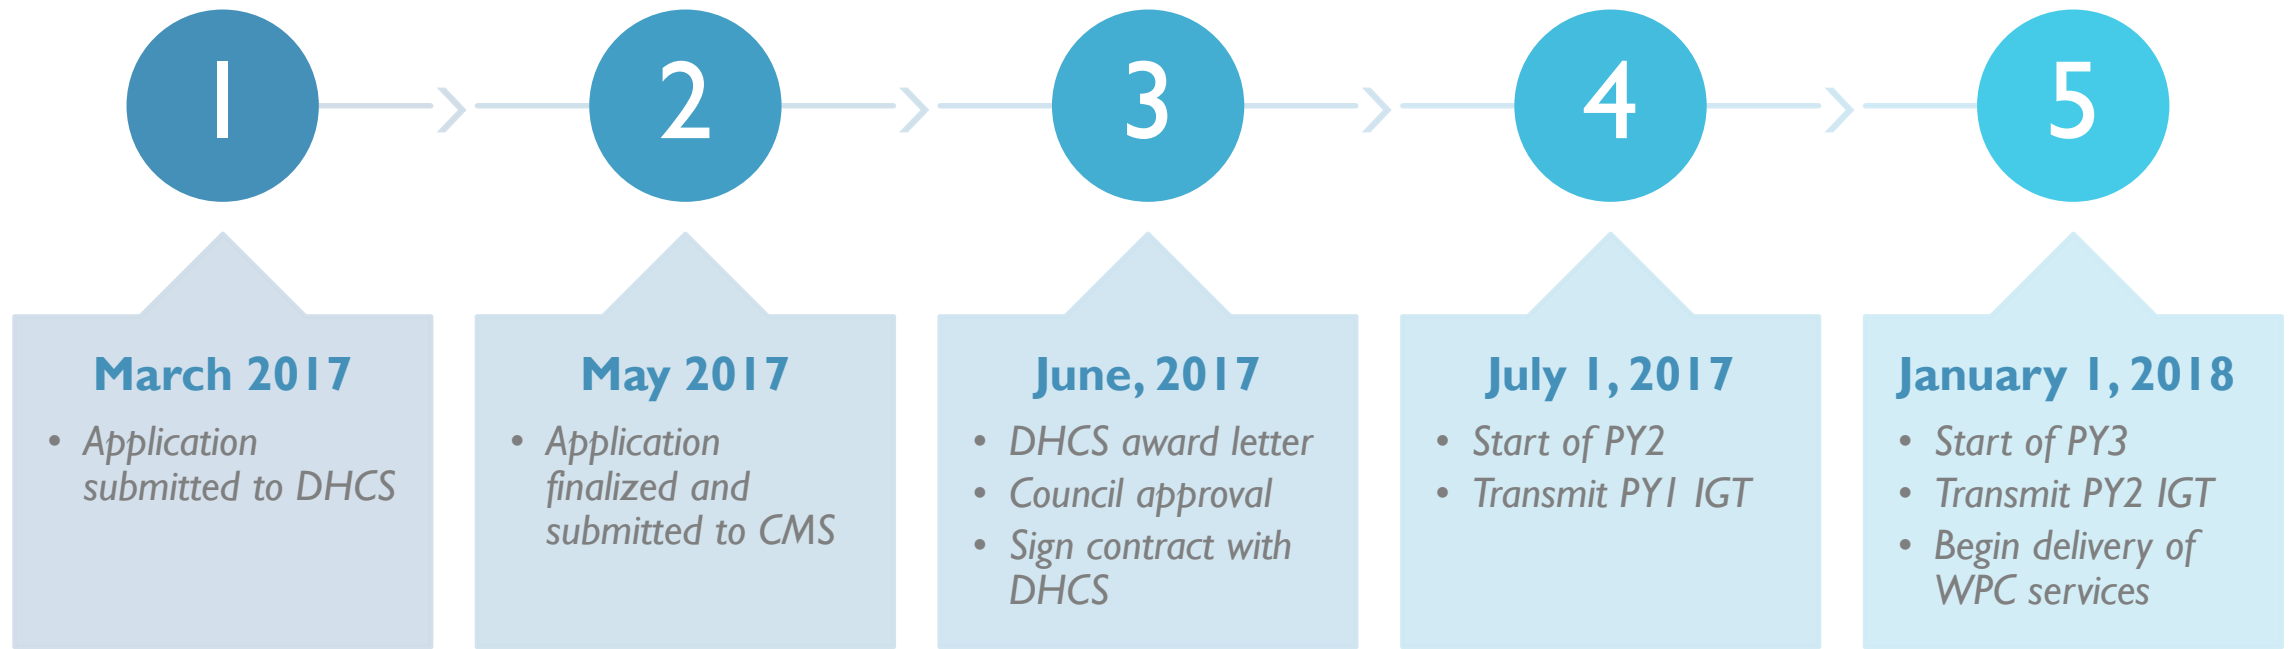 1
2
3
4
5
March 2017
• Application
submitted to DHCS
May 2017
• Application
finalized and
submitted to CMS
June, 2017
• DHCS award letter
• Council approval
• Sign contract with
DHCS
July 1, 2017
• Start of PY2
• Transmit PY1 IGT
January 1, 2018
• Start of PY3
• Transmit PY2 IGT
• Begin delivery of
WPC services